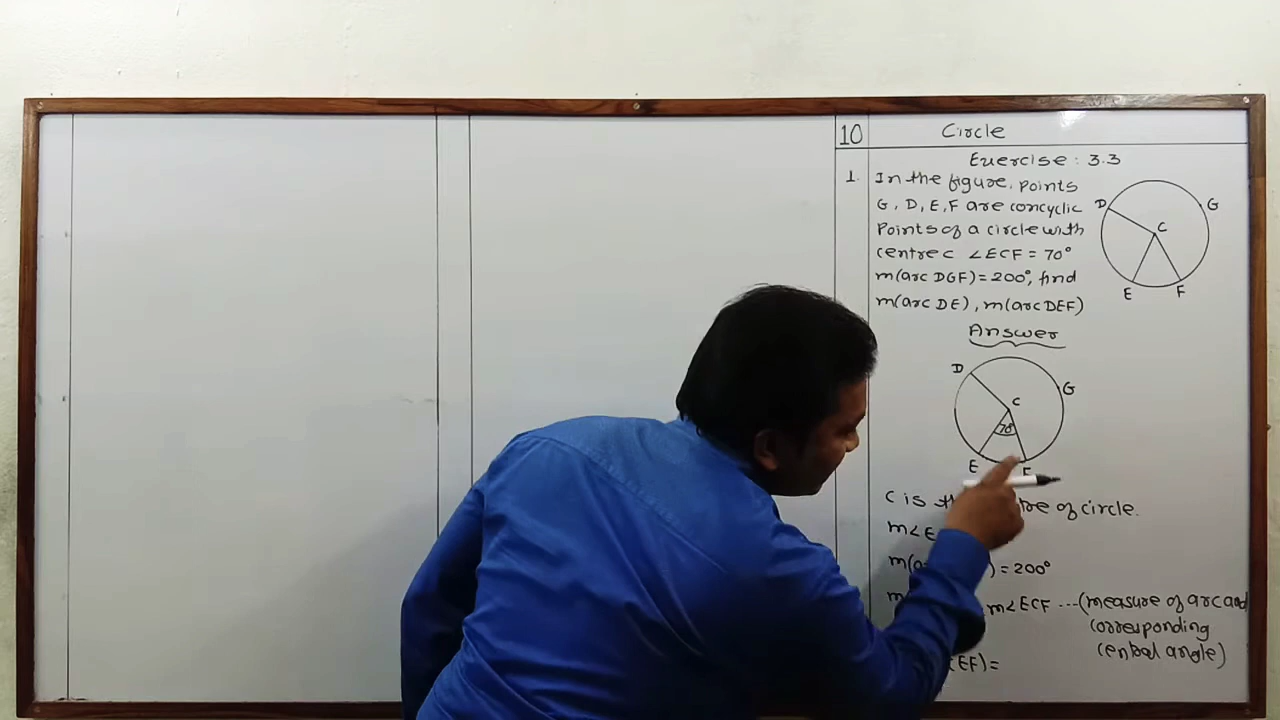 10 Circle
Exercise : 3.3
1. In the figure, points
G, D, E, F are concyclic
Points of a circle with
centre C ∠ECF = 70°
m(arc DGF) = 200°, find
m(arc DE), m(arc DEF)
D
G
C
E
F
Answer
D
G
C
70°
E
F
C is of circle.
m∠E
) = 200°
m∠ECF ---(measure of arc and
corresponding
central angle)
EF) =